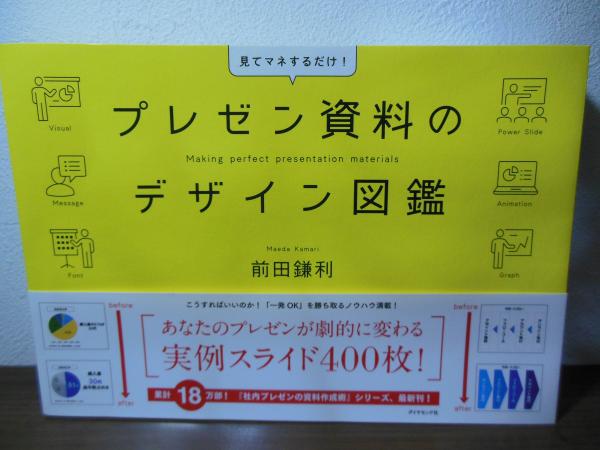 見てマネするだけ！
プレゼン資料の
Making perfect presentation materials
デザイン図鑑
Maeda Kamari
前田鎌利
Visual
Message
Font
Power Slide
Animation
Graph
こうすればいいのか！「一発OK」を勝ち取るノウハウ満載！
あなたのプレゼンが劇的に変わる
実例スライド400枚！
累計18万部！『社内プレゼンの資料作成術』シリーズ、最新刊！
ダイヤモンド社
before
after
before
after